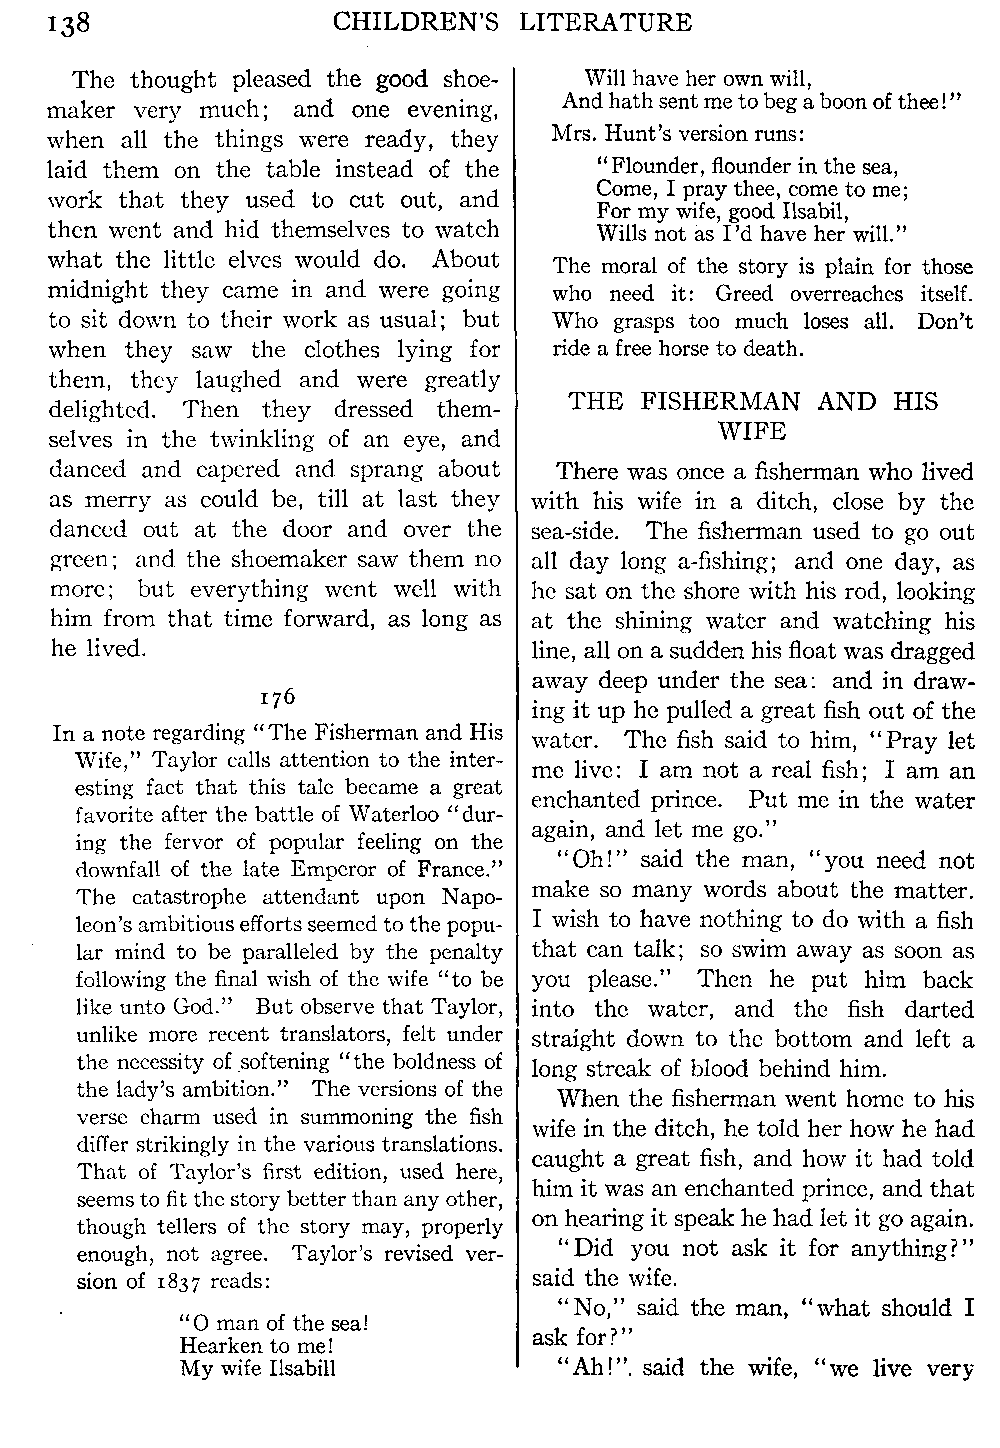 138 CHILDREN'S LITERATURE
The thought pleased the good shoe-
maker very much; and one evening,
when all the things were ready, they
laid them on the table instead of the
work that they used to cut out, and
then went and hid themselves to watch
what the little elves would do. About
midnight they came in and were going
to sit down to their work as usual; but
when they saw the clothes lying for
them, they laughed and were greatly
delighted. Then they dressed them-
selves in the twinkling of an eye, and
danced and capered and sprang about
as merry as could be, till at last they
danced out at the door and over the
green; and the shoemaker saw them no
more; but everything went well with
him from that time forward, as long as
he lived.
176
In a note regarding "The Fisherman and His
Wife," Taylor calls attention to the inter-
esting fact that this tale became a great
favorite after the battle of Waterloo "dur-
ing the fervor of popular feeling on the
downfall of the late Emperor of France."
The catastrophe attendant upon Napo-
leon's ambitious efforts seemed to the popu-
lar mind to be paralleled by the penalty
following the final wish of the wife "to be
like unto God." But observe that Taylor,
unlike more recent translators, felt under
the necessity of softening "the boldness of
the lady's ambition." The versions of the
verse charm used in summoning the fish
differ strikingly in the various translations.
That of Taylor's first edition, used here,
seems to fit the story better than any other,
though tellers of the story may, properly
enough, not agree. Taylor's revised ver-
sion of 1837 reads:
"O man of the sea!
Hearken to me!
My wife Ilsabill
Will have her own will,
And hath sent me to beg a boon of thee!"
Mrs. Hunt's version runs:
"Flounder, flounder in the sea,
Come, I pray thee, come to me;
For my wife, good Ilsabil,
Wills not as I'd have her will."
The moral of the story is plain for those
who need it: Greed overreaches itself.
Who grasps too much loses all. Don't
ride a free horse to death.
THE FISHERMAN AND HIS
WIFE
There was once a fisherman who lived
with his wife in a ditch, close by the
sea-side. The fisherman used to go out
all day long a-fishing; and one day, as
he sat on the shore with his rod, looking
at the shining water and watching his
line, all on a sudden his float was dragged
away deep under the sea: and in draw-
ing it up he pulled a great fish out of the
water. The fish said to him, "Pray let
me live: I am not a real fish; I am an
enchanted prince. Put me in the water
again, and let me go."
"Oh!" said the man, "you need not
make so many words about the matter.
I wish to have nothing to do with a fish
that can talk; so swim away as soon as
you please." Then he put him back
into the water, and the fish darted
straight down to the bottom and left a
long streak of blood behind him.
When the fisherman went home to his
wife in the ditch, he told her how he had
caught a great fish, and how it had told
him it was an enchanted prince, and that
on hearing it speak he had let it go again.
"Did you not ask it for anything?"
said the wife.
"No," said the man, "what should I
ask for?"
"Ah!". said the wife, "we live very